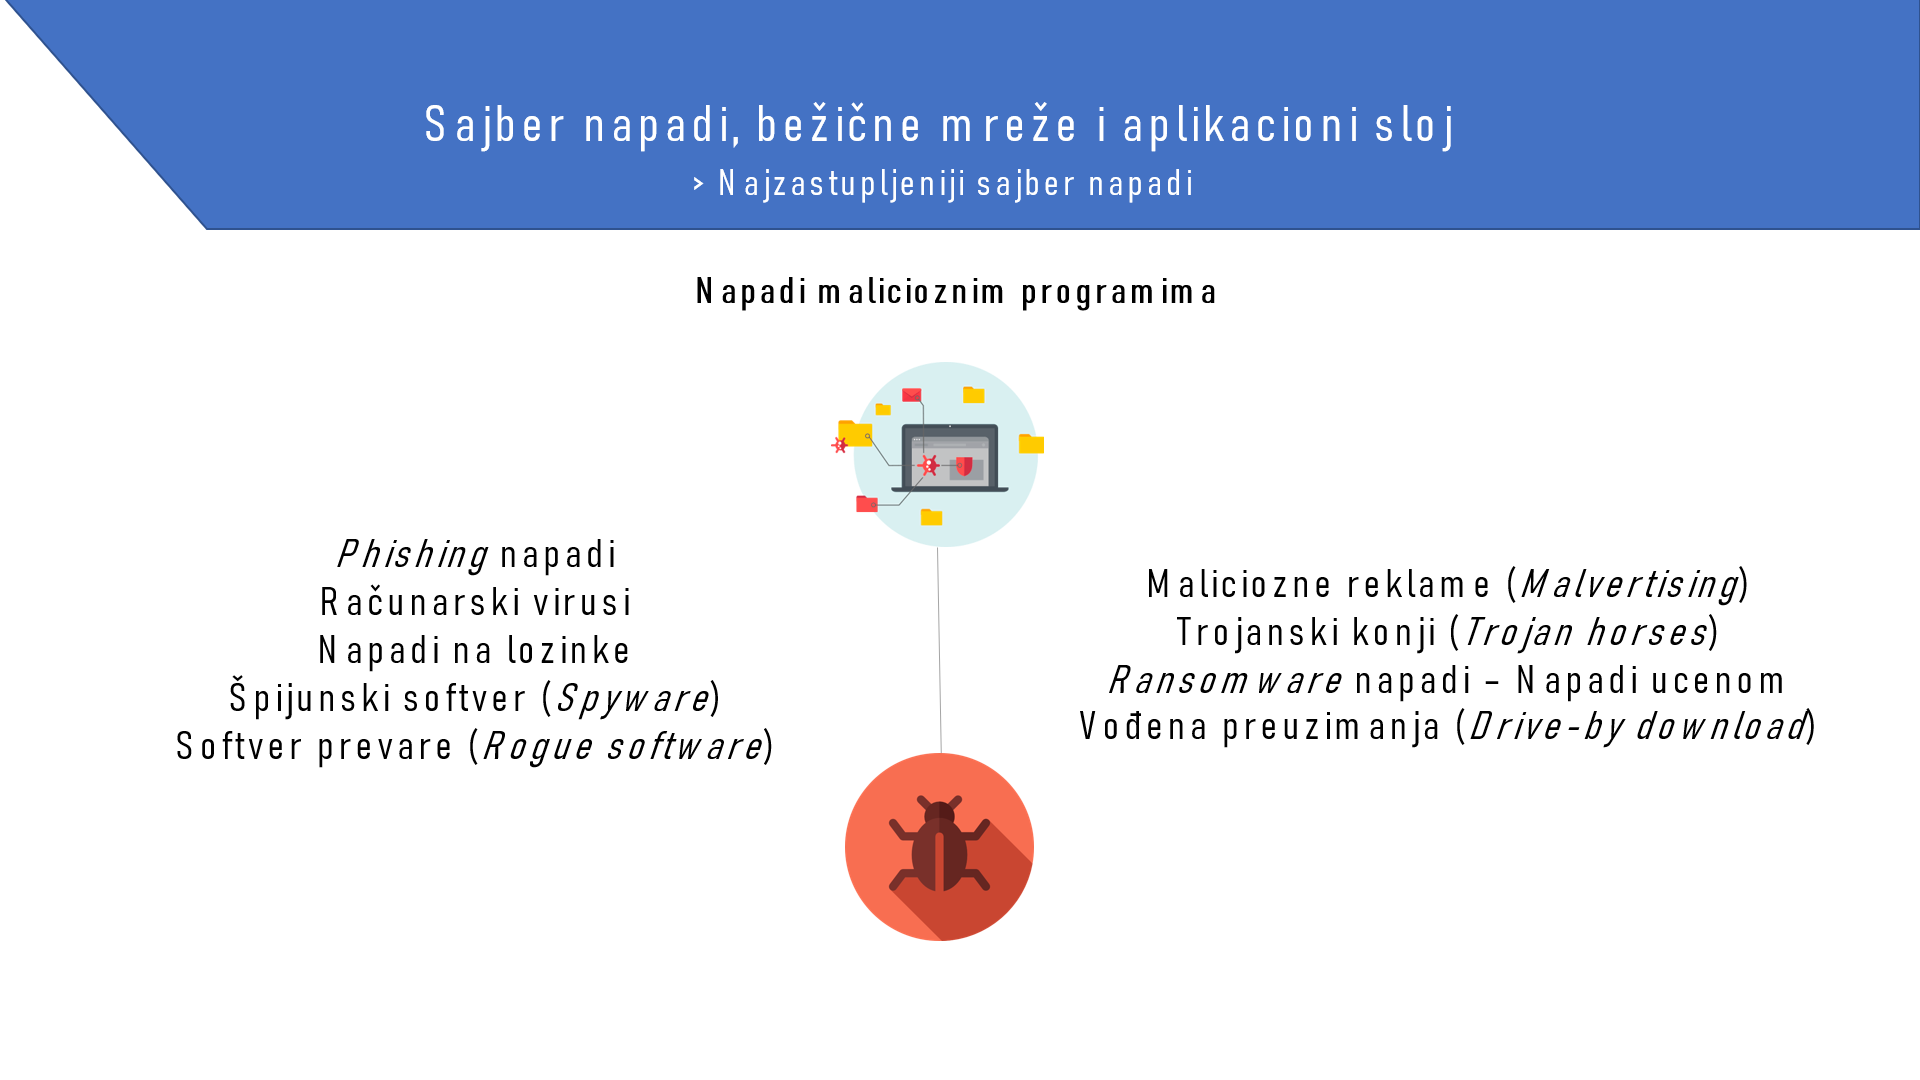 Sajber napadi, bežične mreže i aplikacioni sloj
> Najzastupljeniji sajber napadi
Napadi malicioznim programima
Phishing napadi
Računarski virusi
Napadi na lozinke
Špijunski softver (Spyware)
Softver prevare (Rogue software)
Maliciozne reklame (Malvertising)
Trojanski konji (Trojan horses)
Ransomware napadi – Napadi ucenom
Vođena preuzimanja (Drive-by download)